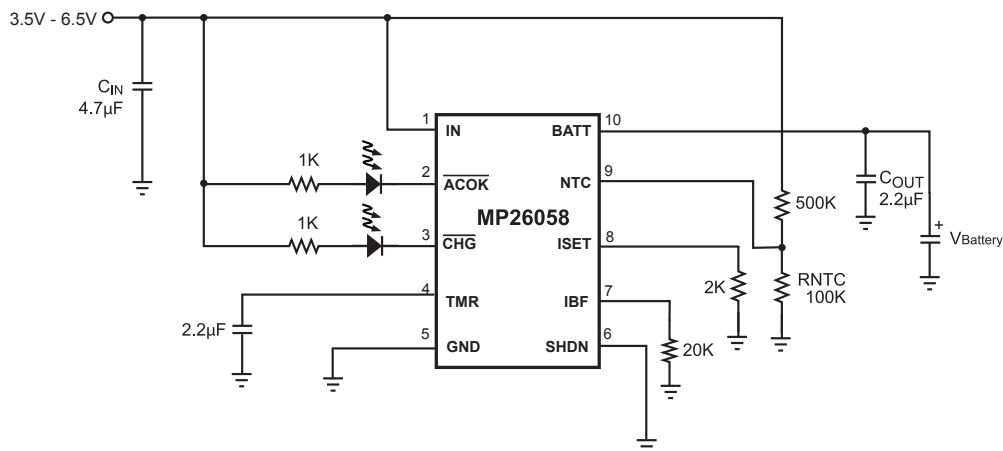 3.5V - 6.5V
CIN
4.7µF
1K
1K
2.2µF
1
2
3
4
5
IN
ACOK
CHG
TMR
GND
MP26058
BATT
NTC
ISET
IBF
SHDN
10
9
8
7
6
2K
20K
500K
RNTC
100K
COUT
2.2µF
+
VBattery